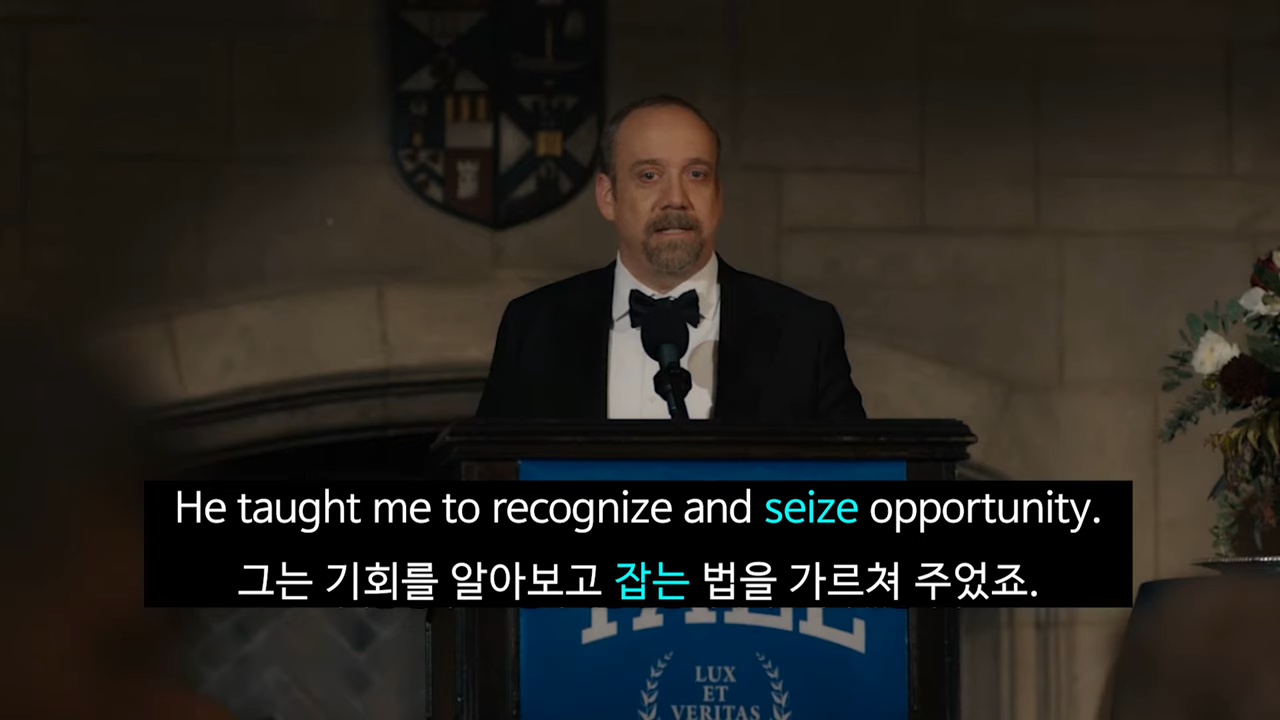 He taught me to recognize and seize opportunity.
그는 기회를 알아보고 잡는 법을 가르쳐 주었죠.
LUX
ET
VERITAS